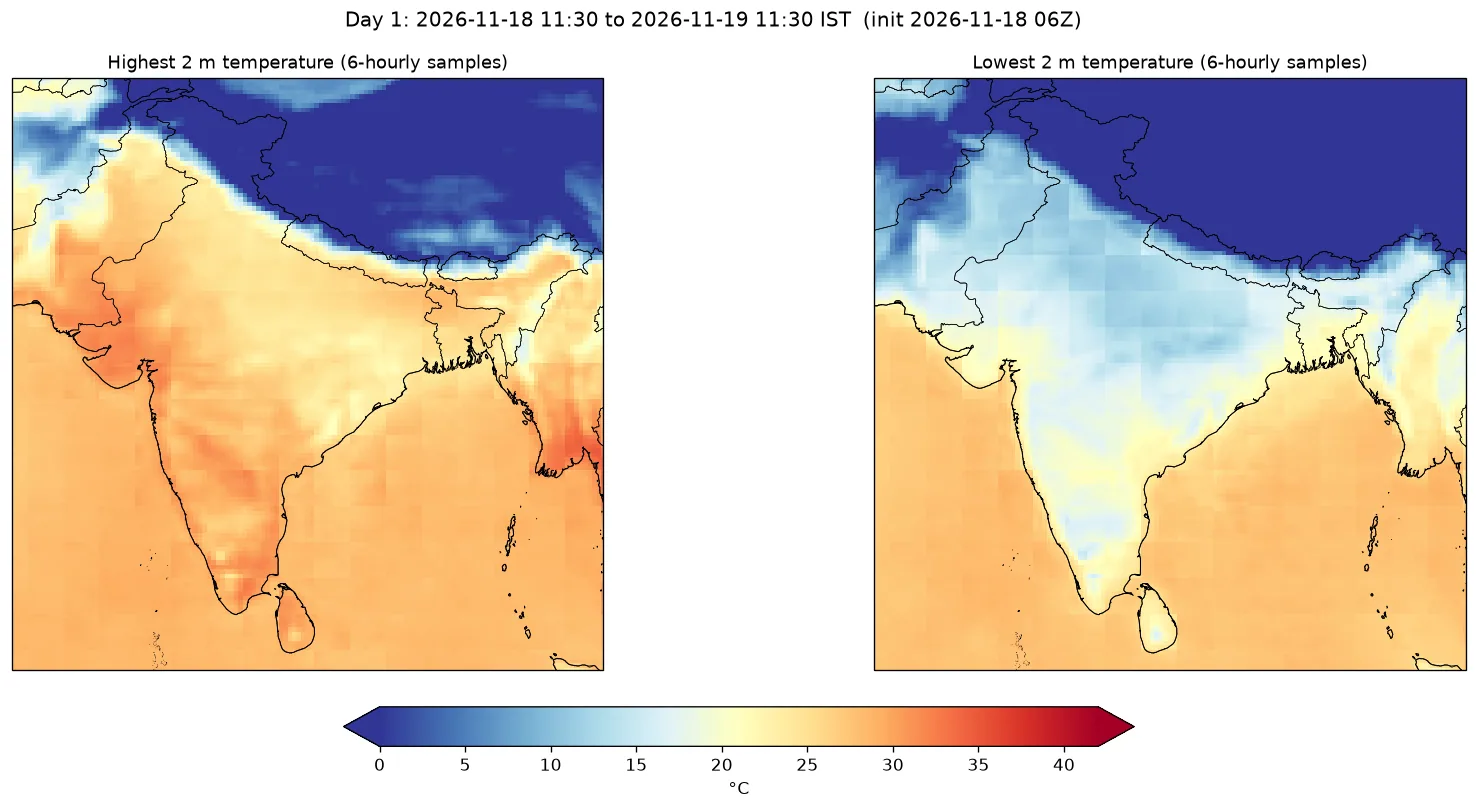 Day 1: 2026-11-18 11:30 to 2026-11-19 11:30 IST  (init 2026-11-18 06Z)
Highest 2 m temperature (6-hourly samples)
Lowest 2 m temperature (6-hourly samples)
0 5 10 15 20 25 30 35 40
°C